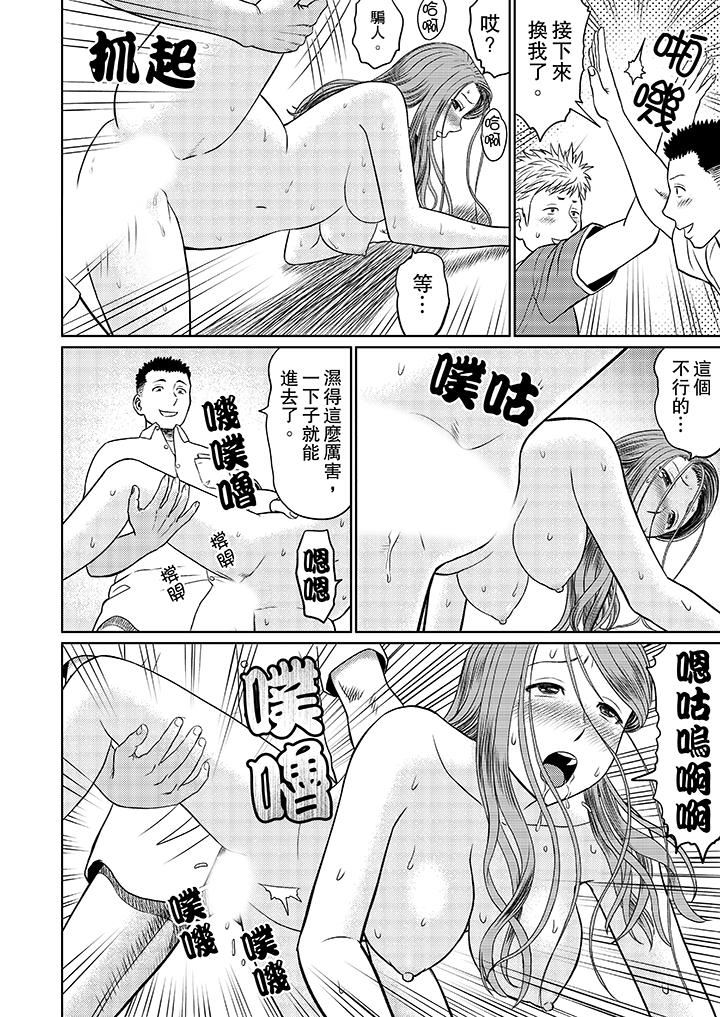 接下來
換我了。
啪嘰
哎？
哈啊
騙人。
哈啊
抓起
等…
這個
不行的…
噗咕
濕得這麼厲害，
一下子就能
進去了。
嘰噗嚕
撐開
撐開
嗯嗯
嗯咕嗚啊啊
噗嚕
噗嘰
噗嘰